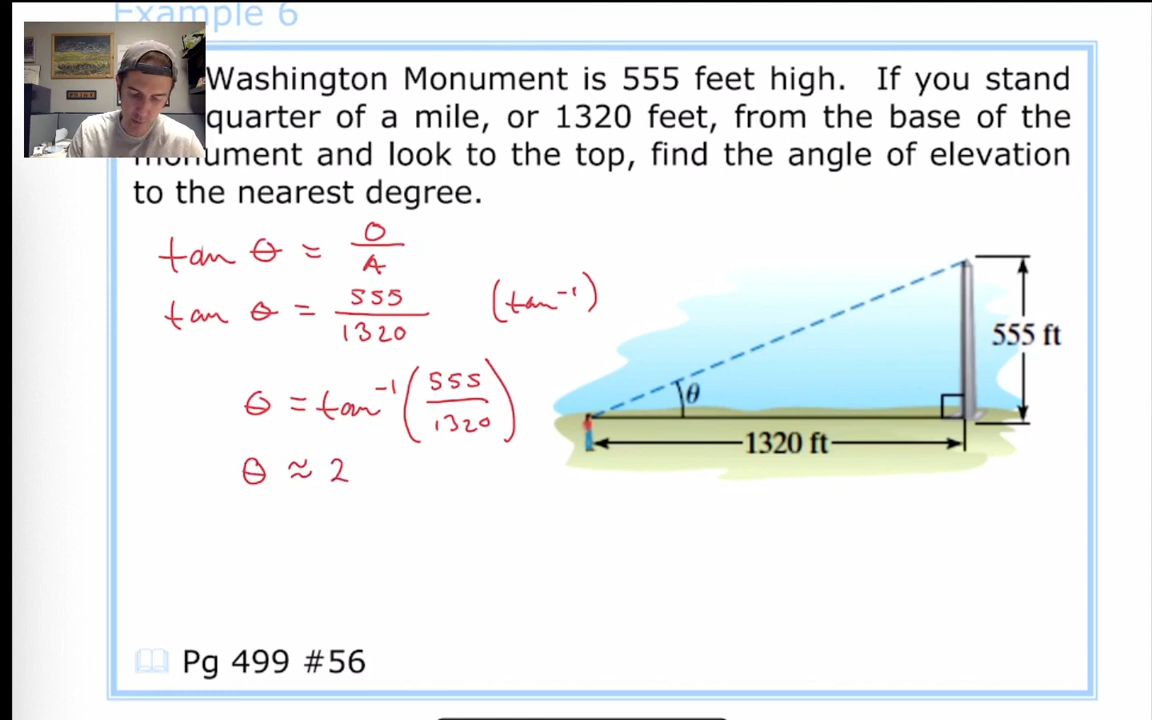 Example 6
Washington Monument is 555 feet high. If you stand
quarter of a mile, or 1320 feet, from the base of the
monument and look to the top, find the angle of elevation
to the nearest degree.
tan θ = O/A
tan θ = 555/1320 (tan⁻¹)
θ = tan⁻¹(555/1320)
θ ≈ 2
θ
555 ft
1320 ft
Pg 499 #56